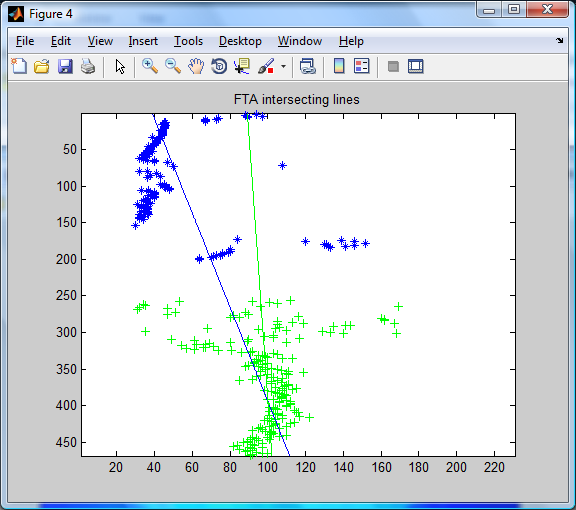 Figure 4
File Edit View Insert Tools Desktop Window Help
FTA intersecting lines
50
100
150
200
250
300
350
400
450
20 40 60 80 100 120 140 160 180 200 220